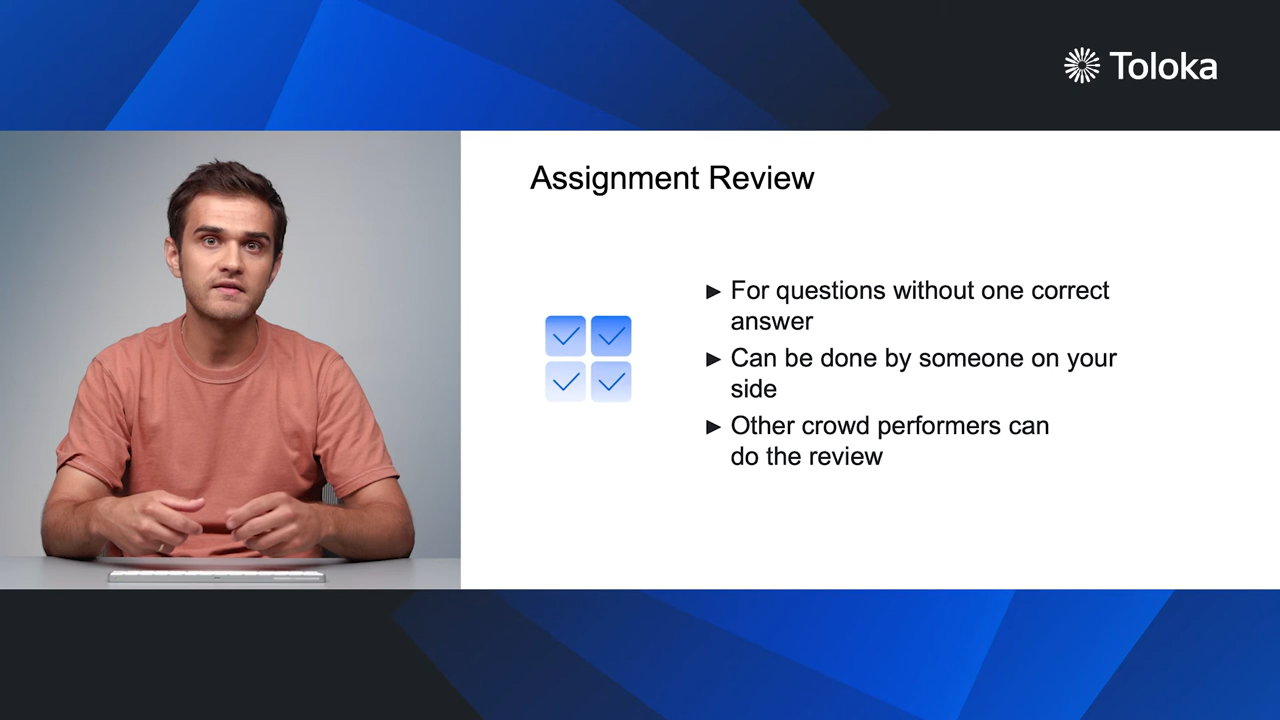 Toloka
Assignment Review
► For questions without one correct
answer
► Can be done by someone on your
side
► Other crowd performers can
do the review